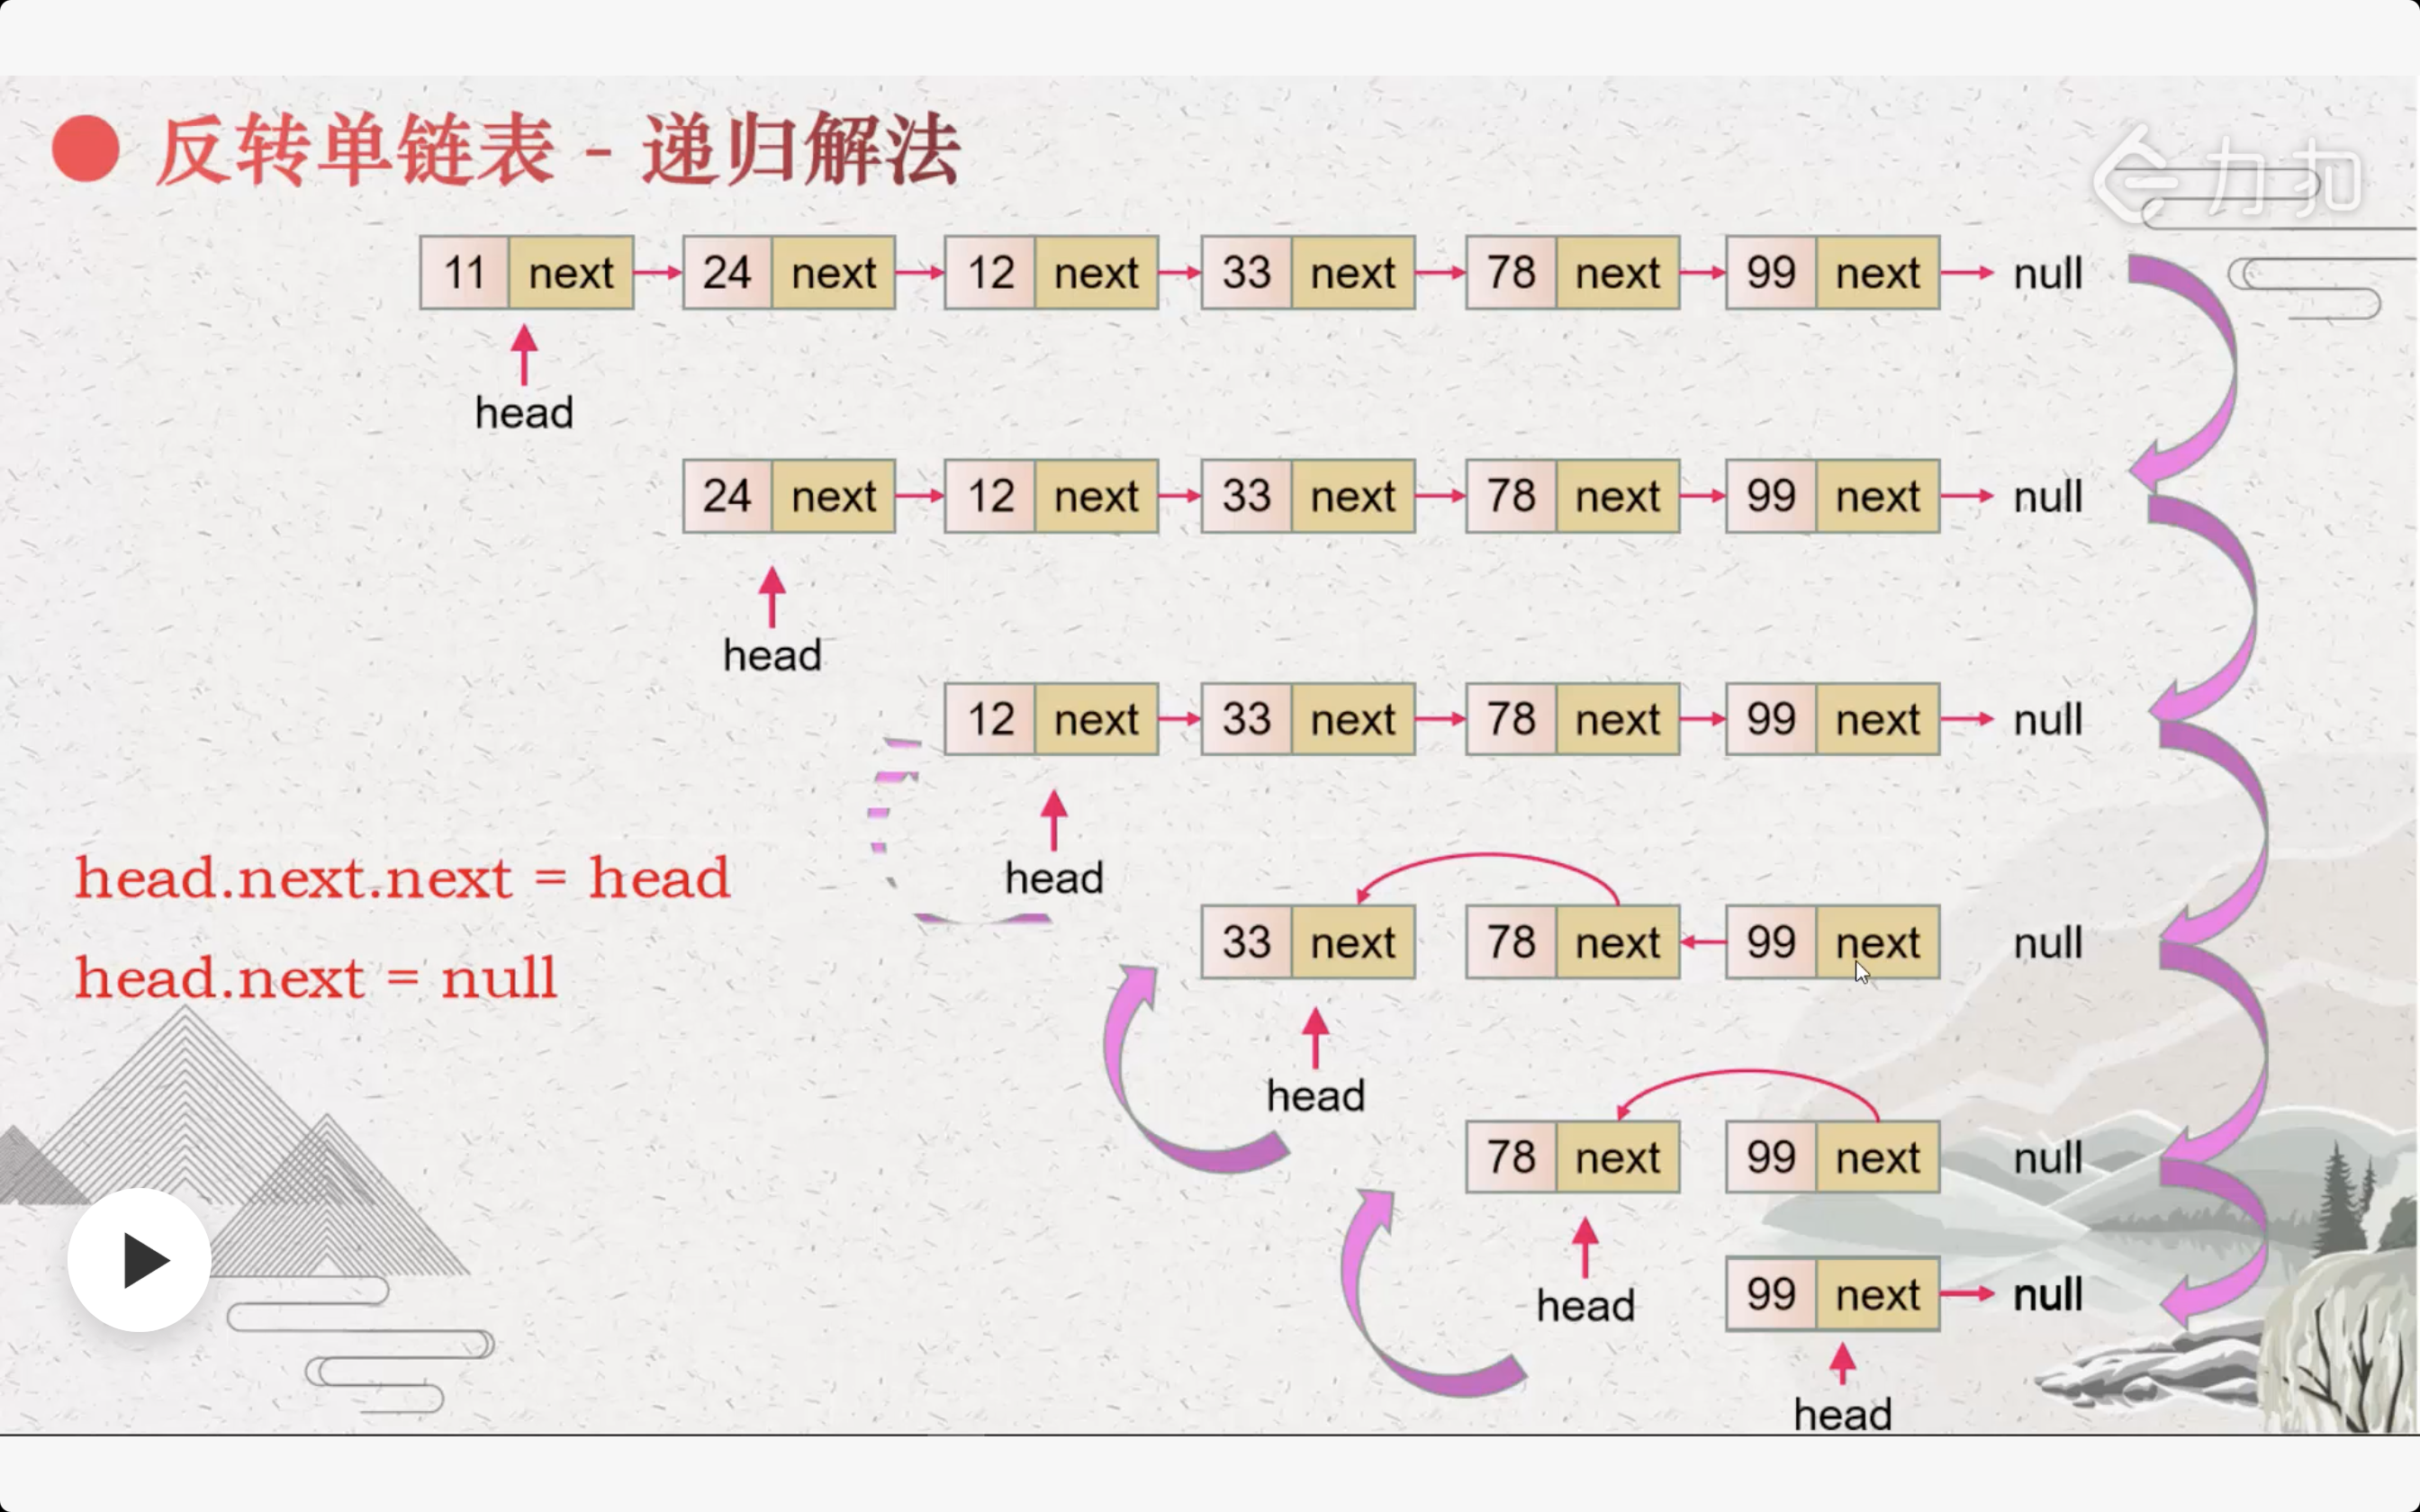 反转单链表 - 递归解法
力扣
11 next 24 next 12 next 33 next 78 next 99 next null
head
24 next 12 next 33 next 78 next 99 next null
head
12 next 33 next 78 next 99 next null
head
head.next.next = head
33 next 78 next 99 next null
head.next = null
head
78 next 99 next null
head
99 next null
head